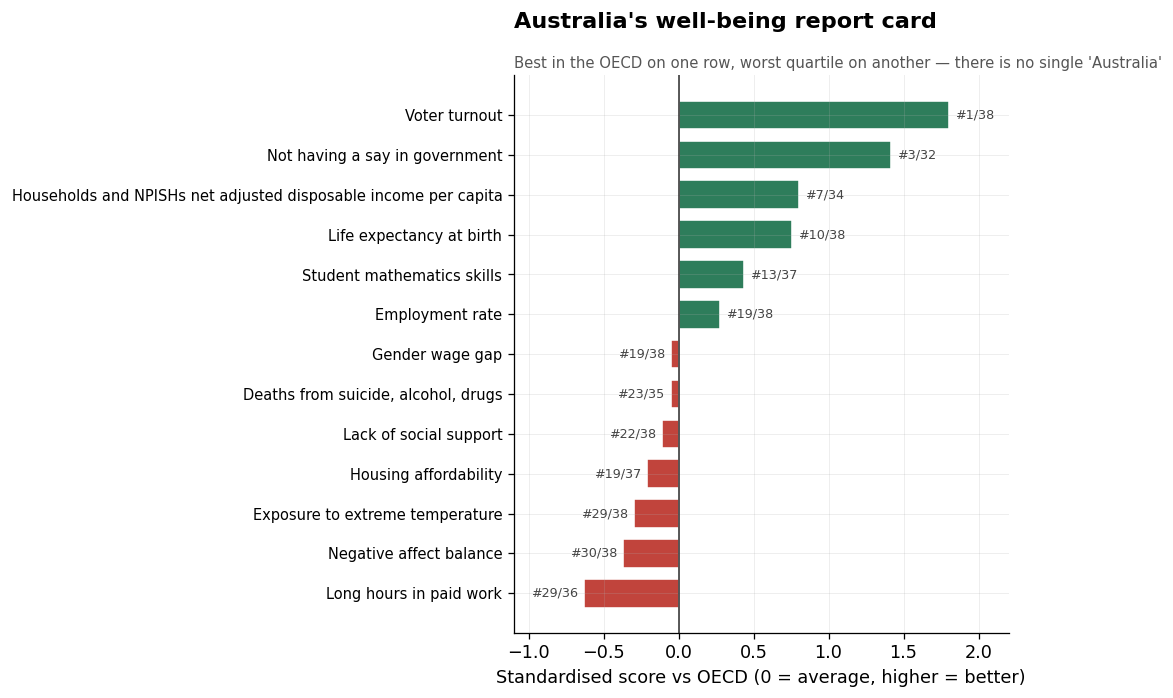 Australia's well-being report card
Best in the OECD on one row, worst quartile on another — there is no single 'Australia'
Voter turnout #1/38
Not having a say in government #3/32
Households and NPISHs net adjusted disposable income per capita #7/34
Life expectancy at birth #10/38
Student mathematics skills #13/37
Employment rate #19/38
Gender wage gap #19/38
Deaths from suicide, alcohol, drugs #23/35
Lack of social support #22/38
Housing affordability #19/37
Exposure to extreme temperature #29/38
Negative affect balance #30/38
Long hours in paid work #29/36
−1.0 −0.5 0.0 0.5 1.0 1.5 2.0
Standardised score vs OECD (0 = average, higher = better)